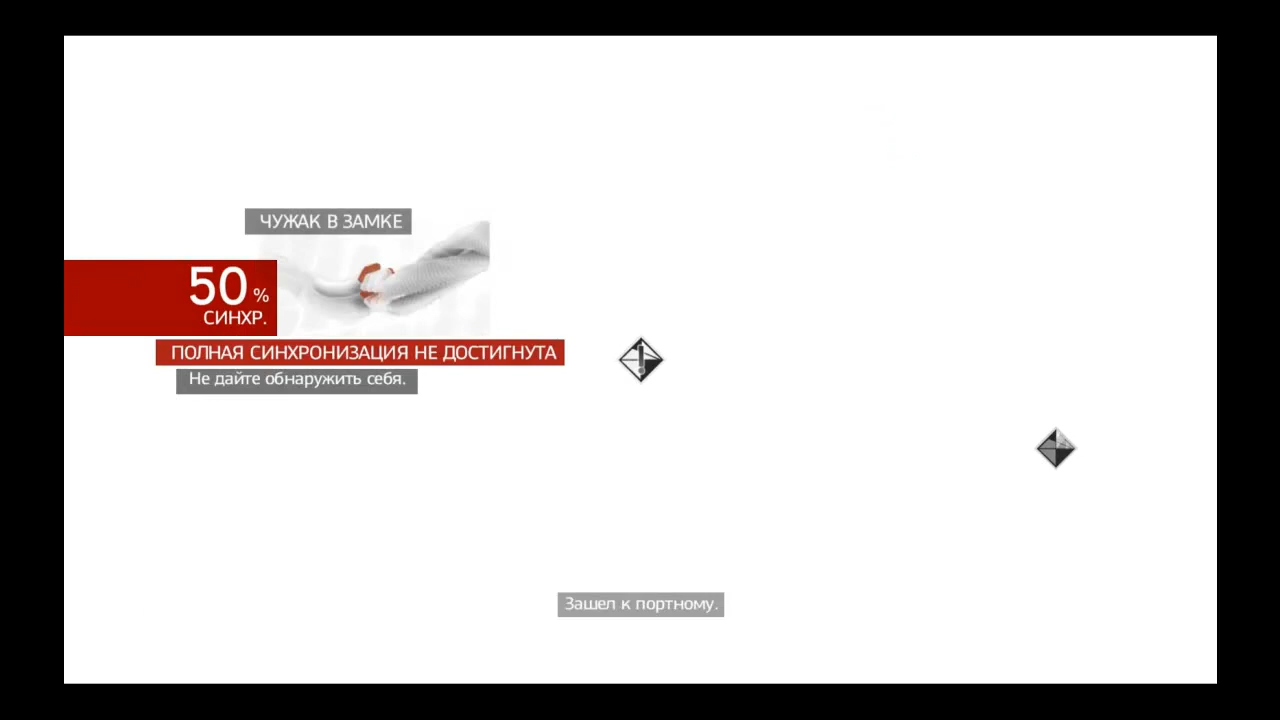 ЧУЖАК В ЗАМКЕ
50 %
СИНХР.
ПОЛНАЯ СИНХРОНИЗАЦИЯ НЕ ДОСТИГНУТА
Не дайте обнаружить себя.
Зашел к портному.